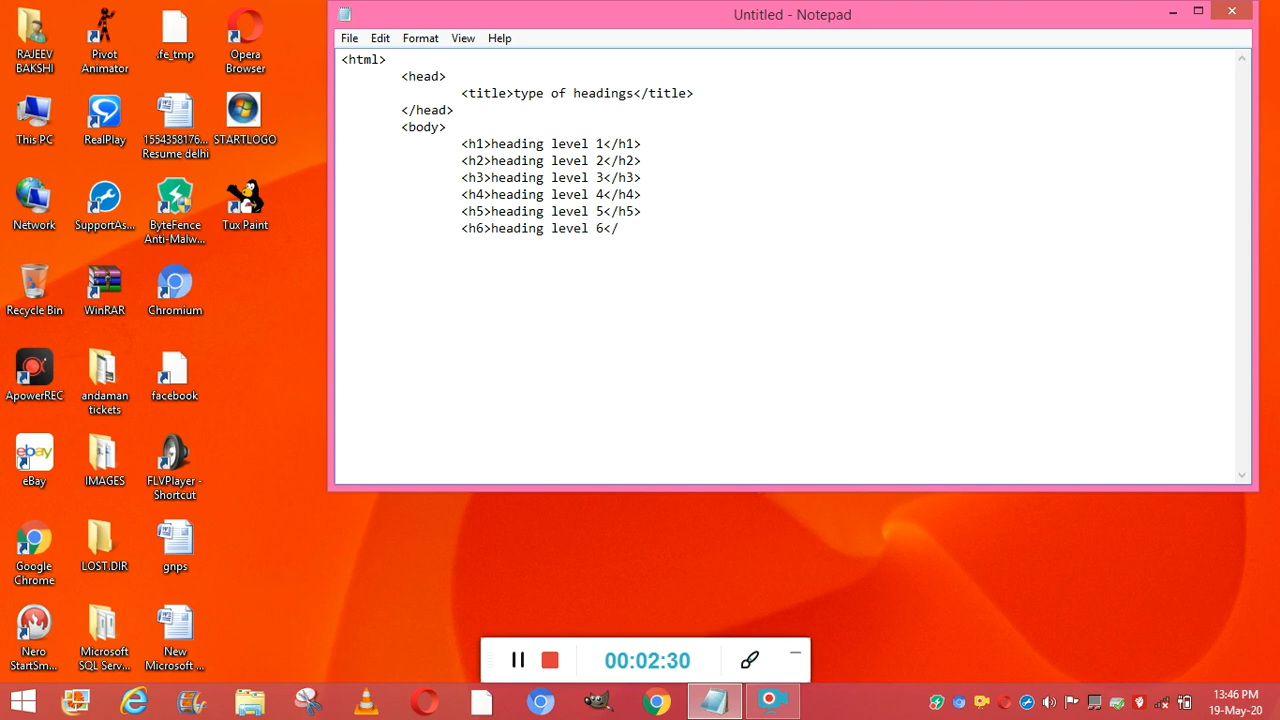 Untitled - Notepad
File Edit Format View Help
<html>
<head>
<title>type of headings</title>
</head>
<body>
<h1>heading level 1</h1>
<h2>heading level 2</h2>
<h3>heading level 3</h3>
<h4>heading level 4</h4>
<h5>heading level 5</h5>
<h6>heading level 6</
RAJEEV BAKSHI
Pivot Animator
.fe_tmp
Opera Browser
This PC
RealPlay
1554358176... Resume delhi
STARTLOGO
Network
SupportAs...
ByteFence Anti-Malw...
Tux Paint
Recycle Bin
WinRAR
Chromium
ApowerREC
andaman tickets
facebook
eBay
IMAGES
FLVPlayer - Shortcut
Google Chrome
LOST.DIR
gnps
Nero StartSm...
Microsoft SQL Serv...
New Microsoft ...
00:02:30
13:46 PM
19-May-20